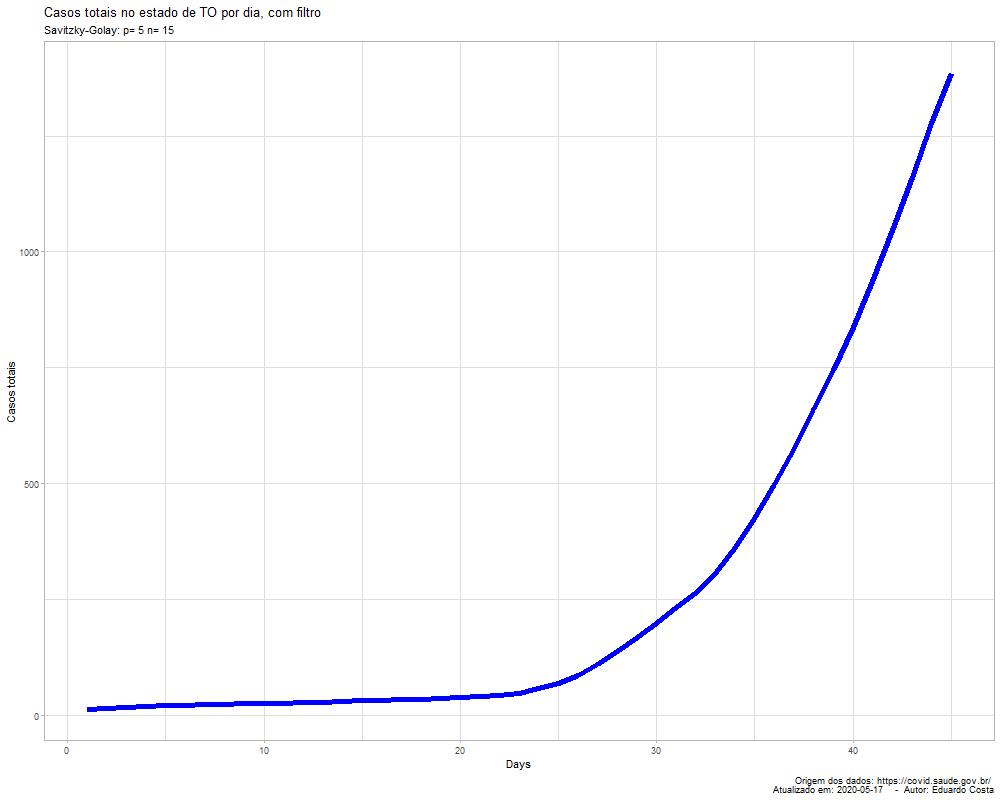 Casos totais no estado de TO por dia, com filtro
Savitzky-Golay: p= 5 n= 15
1000
500
0
Casos totais
0 10 20 30 40
Days
Origem dos dados: https://covid.saude.gov.br/
Atualizado em: 2020-05-17 - Autor: Eduardo Costa